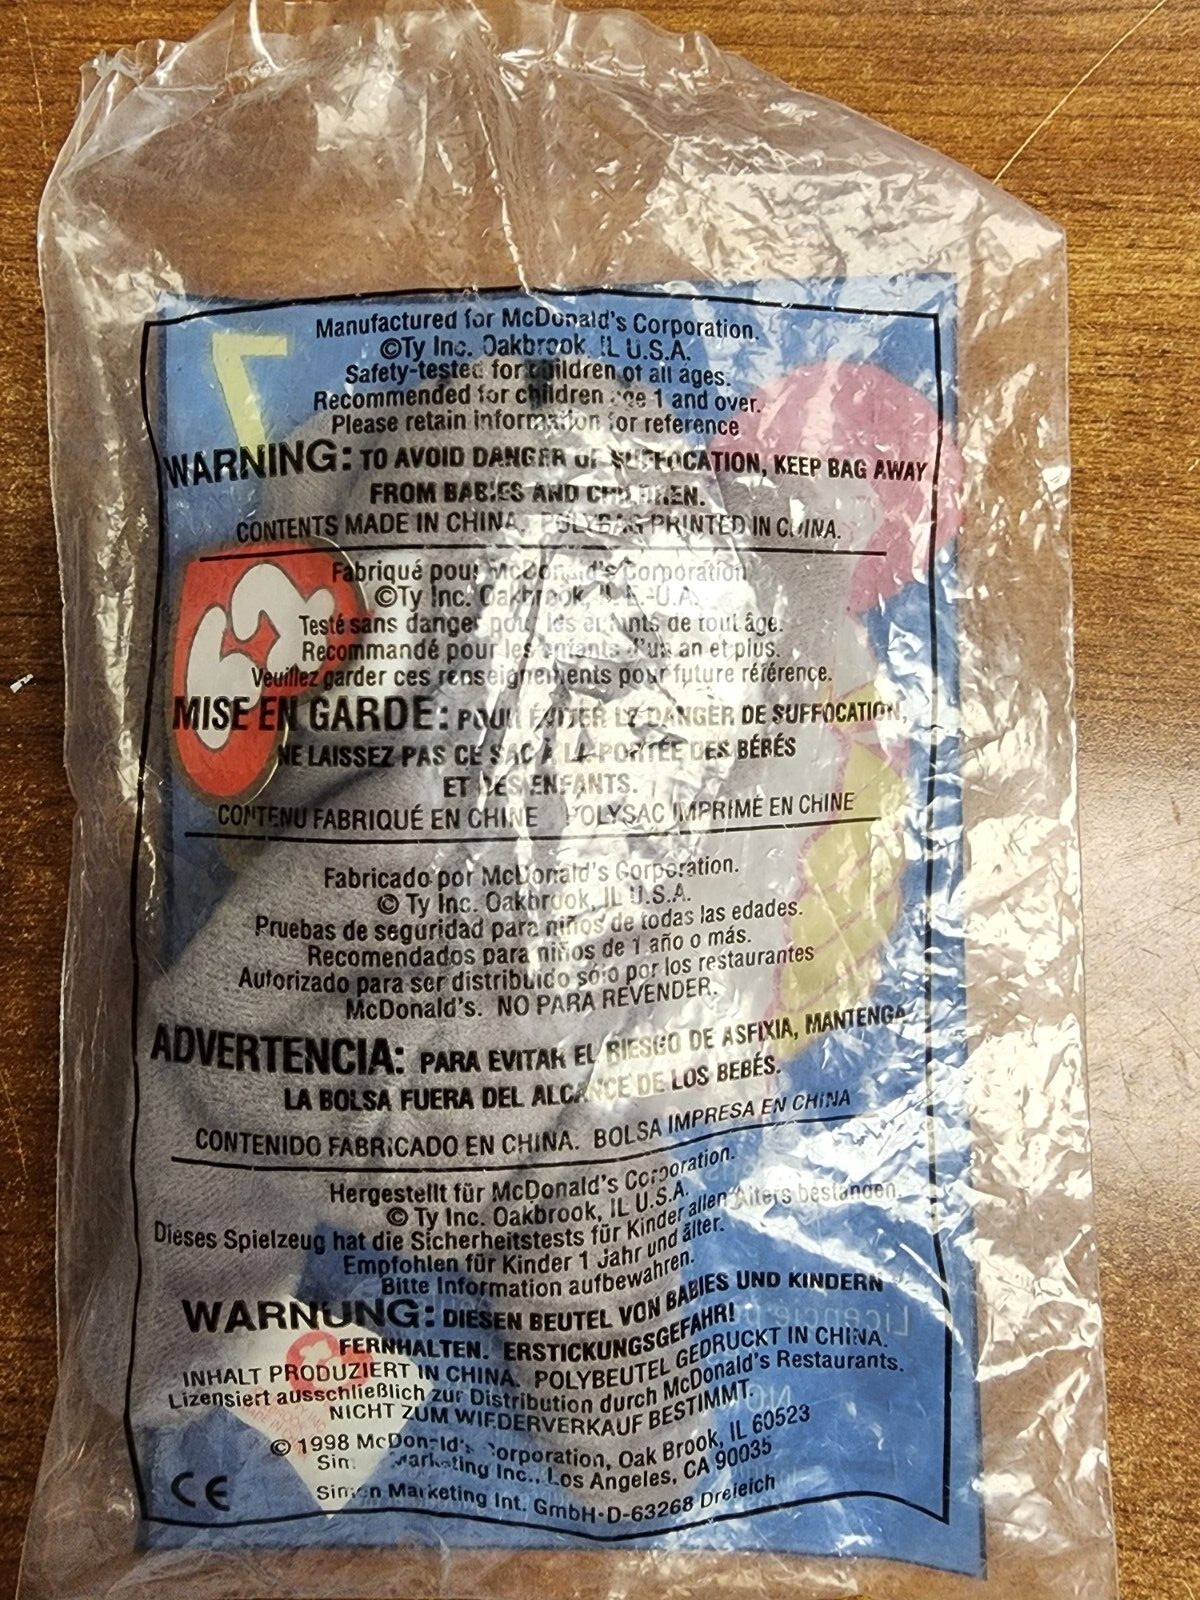 7
Manufactured for McDonald's Corporation.
©Ty Inc. Oakbrook, IL U.S.A.
Safety-tested for children of all ages.
Recommended for children age 1 and over.
Please retain information for reference
WARNING: TO AVOID DANGER OF SUFFOCATION, KEEP BAG AWAY
FROM BABIES AND CHILDREN.
CONTENTS MADE IN CHINA. POLYBAG PRINTED IN CHINA.
Fabriqué pour McDonald's Corporation
©Ty Inc. Oakbrook, IL É.-U.A.
Testé sans danger pour les enfants de tout âge.
Recommandé pour les enfants d'un an et plus.
Veuillez garder ces renseignements pour future référence.
MISE EN GARDE: POUR ÉVITER LE DANGER DE SUFFOCATION,
NE LAISSEZ PAS CE SAC À LA PORTÉE DES BÉBÉS
ET DES ENFANTS.
CONTENU FABRIQUÉ EN CHINE POLYSAC IMPRIMÉ EN CHINE
Fabricado por McDonald's Corporation.
© Ty Inc. Oakbrook, IL U.S.A.
Pruebas de seguridad para niños de todas las edades.
Recomendados para niños de 1 año o más.
Autorizado para ser distribuido sólo por los restaurantes
McDonald's. NO PARA REVENDER.
ADVERTENCIA: PARA EVITAR EL RIESGO DE ASFIXIA, MANTENGA
LA BOLSA FUERA DEL ALCANCE DE LOS BEBÉS.
CONTENIDO FABRICADO EN CHINA. BOLSA IMPRESA EN CHINA
Hergestellt für McDonald's Corporation.
© Ty Inc. Oakbrook, IL U.S.A.
Dieses Spielzeug hat die Sicherheitstests für Kinder allen Alters bestanden.
Empfohlen für Kinder 1 Jahr und älter.
Bitte Information aufbewahren.
WARNUNG: DIESEN BEUTEL VON BABIES UND KINDERN
FERNHALTEN. ERSTICKUNGSGEFAHR!
INHALT PRODUZIERT IN CHINA. POLYBEUTEL GEDRUCKT IN CHINA.
Lizensiert ausschließlich zur Distribution durch McDonald's Restaurants.
NICHT ZUM WIEDERVERKAUF BESTIMMT.
© 1998 McDonald's Corporation, Oak Brook, IL 60523
Simon Marketing Inc., Los Angeles, CA 90035
Simon Marketing Int. GmbH·D-63268 Dreieich
CE